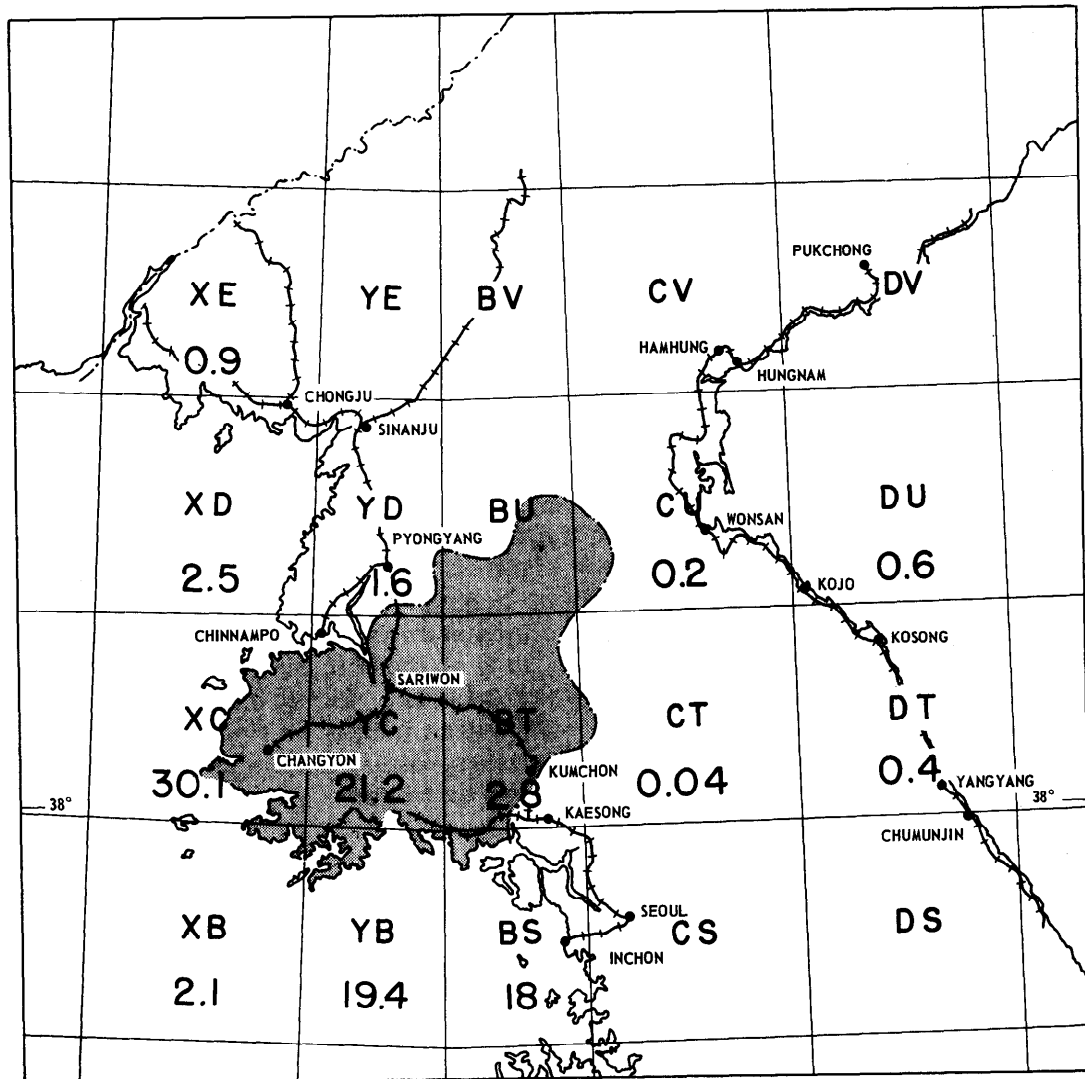 PUKCHONG
XE YE BV CV DV
0.9
HAMHUNG
HUNGNAM
CHONGJU
SINANJU
XD YD BU CU DU
WONSAN
PYONGYANG
2.5 1.6 0.2 0.6
KOJO
CHINNAMPO
KOSONG
SARIWON
XC YC BT CT DT
CHANGYON
KUMCHON
30.1 21.2 2.8 0.04 0.4
YANGYANG
38° 38°
KAESONG
CHUMUNJIN
SEOUL
XB YB BS CS DS
INCHON
2.1 19.4 18